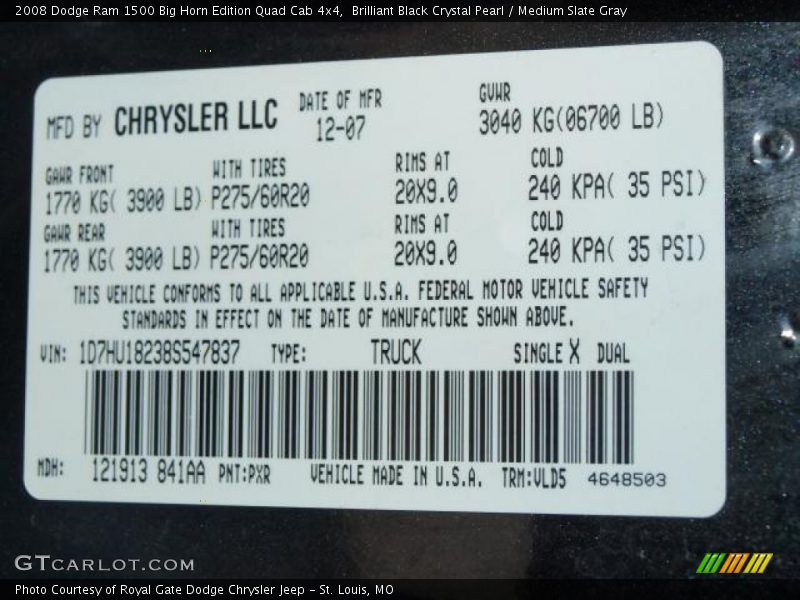 2008 Dodge Ram 1500 Big Horn Edition Quad Cab 4x4,  Brilliant Black Crystal Pearl / Medium Slate Gray
MFD BY CHRYSLER LLC DATE OF MFR GVWR
12-07 3040 KG(06700 LB)
GAWR FRONT WITH TIRES RIMS AT COLD
1770 KG( 3900 LB) P275/60R20 20X9.0 240 KPA( 35 PSI)
GAWR REAR WITH TIRES RIMS AT COLD
1770 KG( 3900 LB) P275/60R20 20X9.0 240 KPA( 35 PSI)
THIS VEHICLE CONFORMS TO ALL APPLICABLE U.S.A. FEDERAL MOTOR VEHICLE SAFETY
STANDARDS IN EFFECT ON THE DATE OF MANUFACTURE SHOWN ABOVE.
VIN: 1D7HU18238S547837 TYPE: TRUCK SINGLE X DUAL
MDH: 121913 841AA PNT:PXR VEHICLE MADE IN U.S.A. TRM:VLD5 4648503
GTCARLOT.COM
Photo Courtesy of Royal Gate Dodge Chrysler Jeep – St. Louis, MO